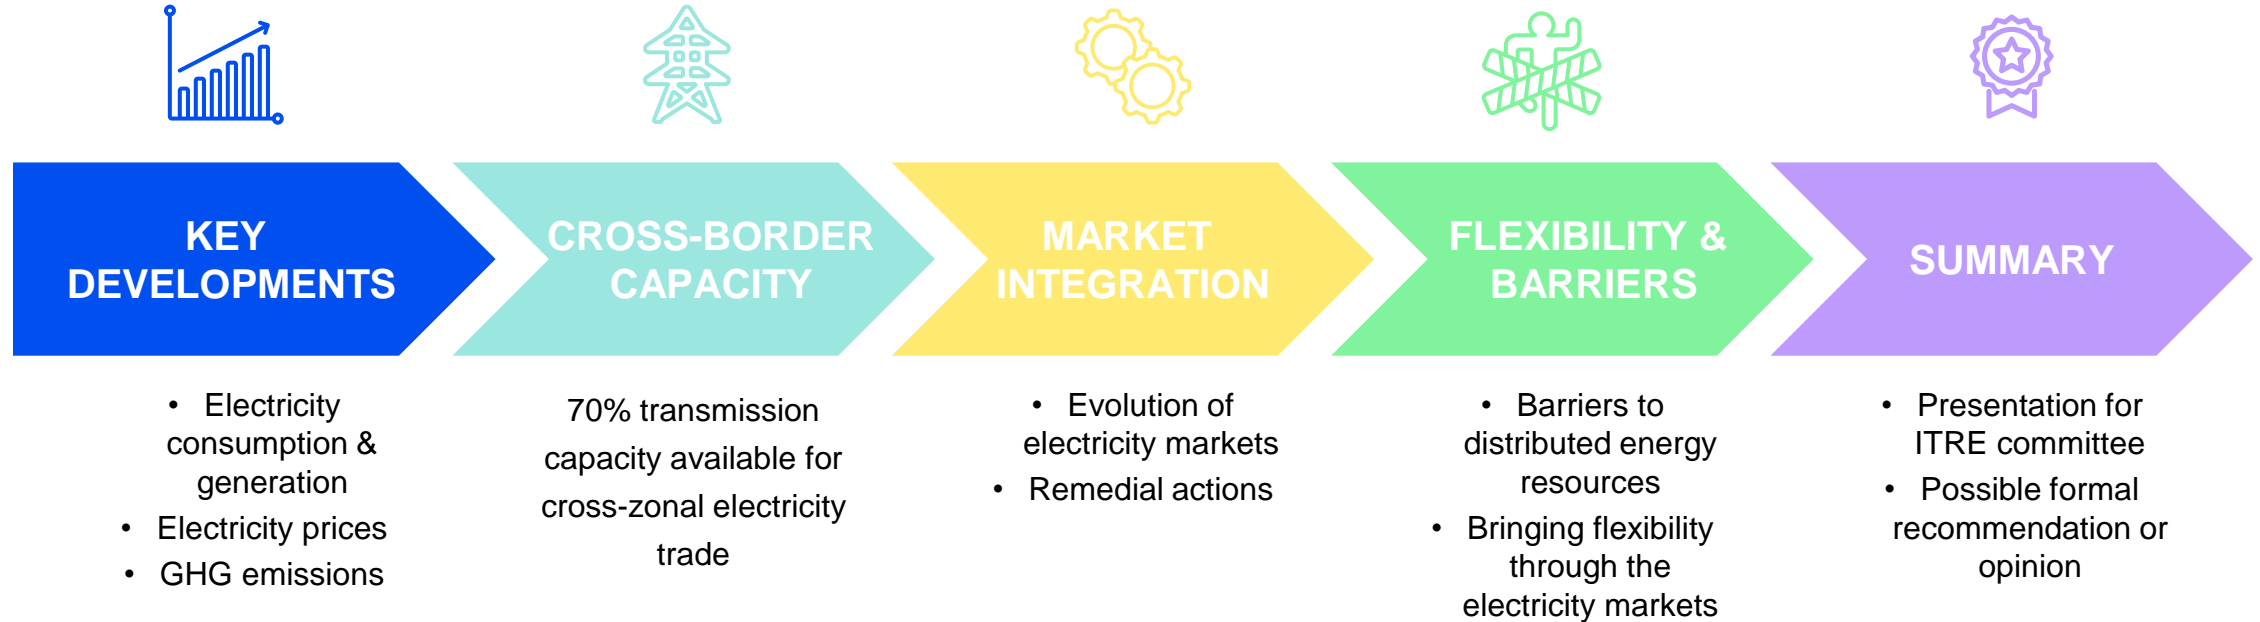 KEY
DEVELOPMENTS
CROSS-BORDER
CAPACITY
MARKET
INTEGRATION
FLEXIBILITY &
BARRIERS
SUMMARY
• Electricity
consumption &
generation
• Electricity prices
• GHG emissions
70% transmission
capacity available for
cross-zonal electricity
trade
• Evolution of
electricity markets
• Remedial actions
• Barriers to
distributed energy
resources
• Bringing flexibility
through the
electricity markets
• Presentation for
ITRE committee
• Possible formal
recommendation or
opinion